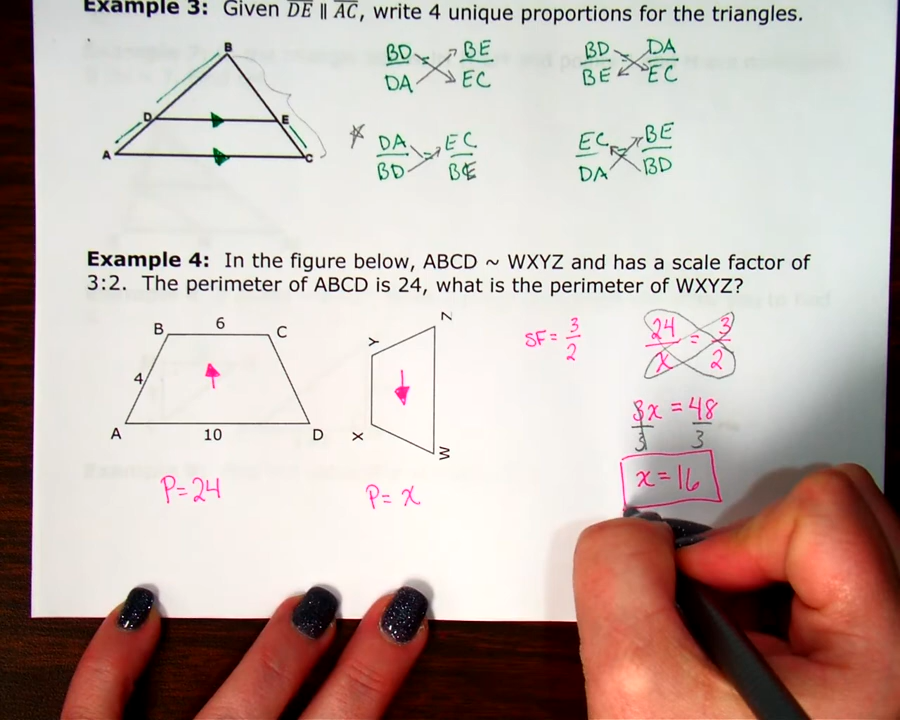 Example 3: Given DE ∥ AC, write 4 unique proportions for the triangles.
B
D
E
A
C
BD/DA = BE/EC
BD/BE = DA/EC
DA/BD = EC/BE
EC/DA = BE/BD
Example 4: In the figure below, ABCD ~ WXYZ and has a scale factor of
3:2. The perimeter of ABCD is 24, what is the perimeter of WXYZ?
B 6 C
4
A 10 D
P=24
Z
Y
X
W
P= x
SF= 3/2
24/x = 3/2
3x = 48
3 3
x=16